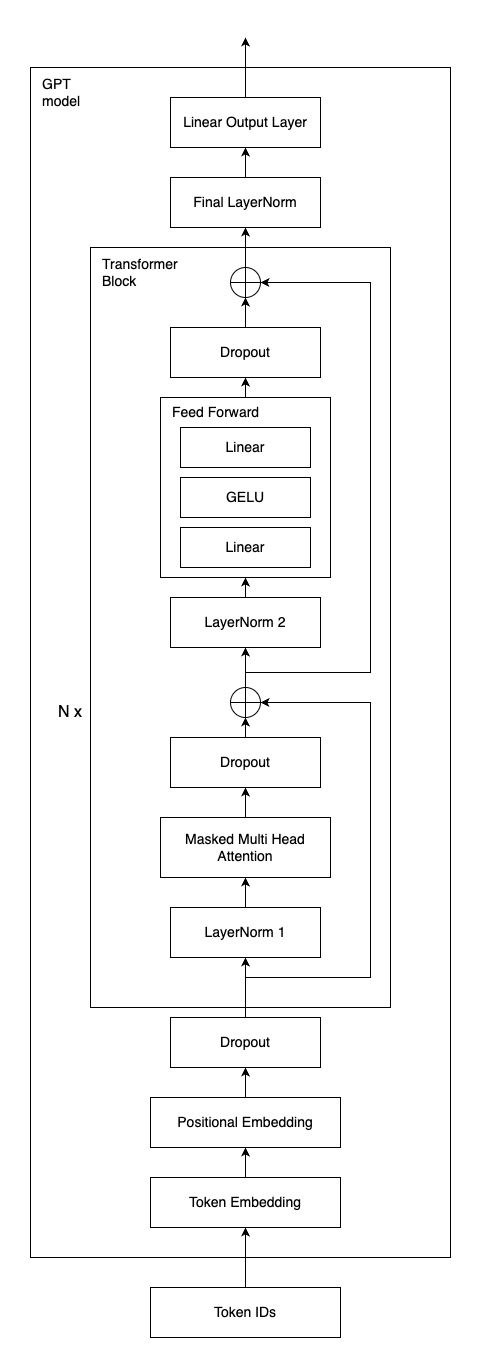 GPT
model
Linear Output Layer
Final LayerNorm
Transformer
Block
Dropout
Feed Forward
Linear
GELU
Linear
LayerNorm 2
N x
Dropout
Masked Multi Head
Attention
LayerNorm 1
Dropout
Positional Embedding
Token Embedding
Token IDs